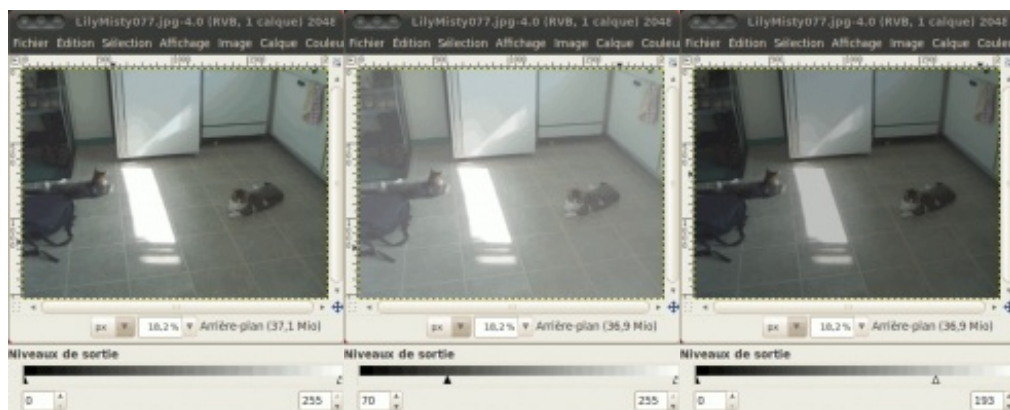 LilyMisty077.jpg-4.0 (RVB, 1 calque) 2048
Fichier Édition Sélection Affichage Image Calque Couleu
px 18,2% Arrière-plan (37,1 Mio)
Niveaux de sortie
0 255
LilyMisty077.jpg-4.0 (RVB, 1 calque) 2048
Fichier Édition Sélection Affichage Image Calque Couleu
px 18,2% Arrière-plan (36,9 Mio)
Niveaux de sortie
70 255
LilyMisty077.jpg-4.0 (RVB, 1 calque) 2048
Fichier Édition Sélection Affichage Image Calque Couleu
px 18,2% Arrière-plan (36,9 Mio)
Niveaux de sortie
0 193